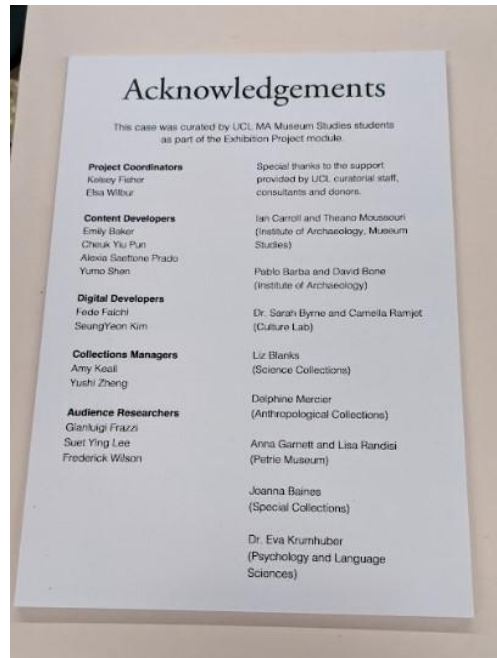 Acknowledgements
This case was curated by UCL MA Museum Studies students
as part of the Exhibition Project module.
Project Coordinators
Kelsey Fisher
Elsa Wilbur
Content Developers
Emily Baker
Cheuk Yiu Pun
Alexia Saettone Prado
Yumo Shen
Digital Developers
Fede Faichi
SeungYeon Kim
Collections Managers
Amy Keall
Yushi Zheng
Audience Researchers
Gianluigi Frazzi
Suet Ying Lee
Frederick Wilson
Special thanks to the support
provided by UCL curatorial staff,
consultants and donors.
Ian Carroll and Theano Moussouri
(Institute of Archaeology, Museum
Studies)
Pablo Barba and David Bone
(Institute of Archaeology)
Dr. Sarah Byrne and Camella Ramjet
(Culture Lab)
Liz Blanks
(Science Collections)
Delphine Mercier
(Anthropological Collections)
Anna Garnett and Lisa Randisi
(Petrie Museum)
Joanna Baines
(Special Collections)
Dr. Eva Krumhuber
(Psychology and Language
Sciences)